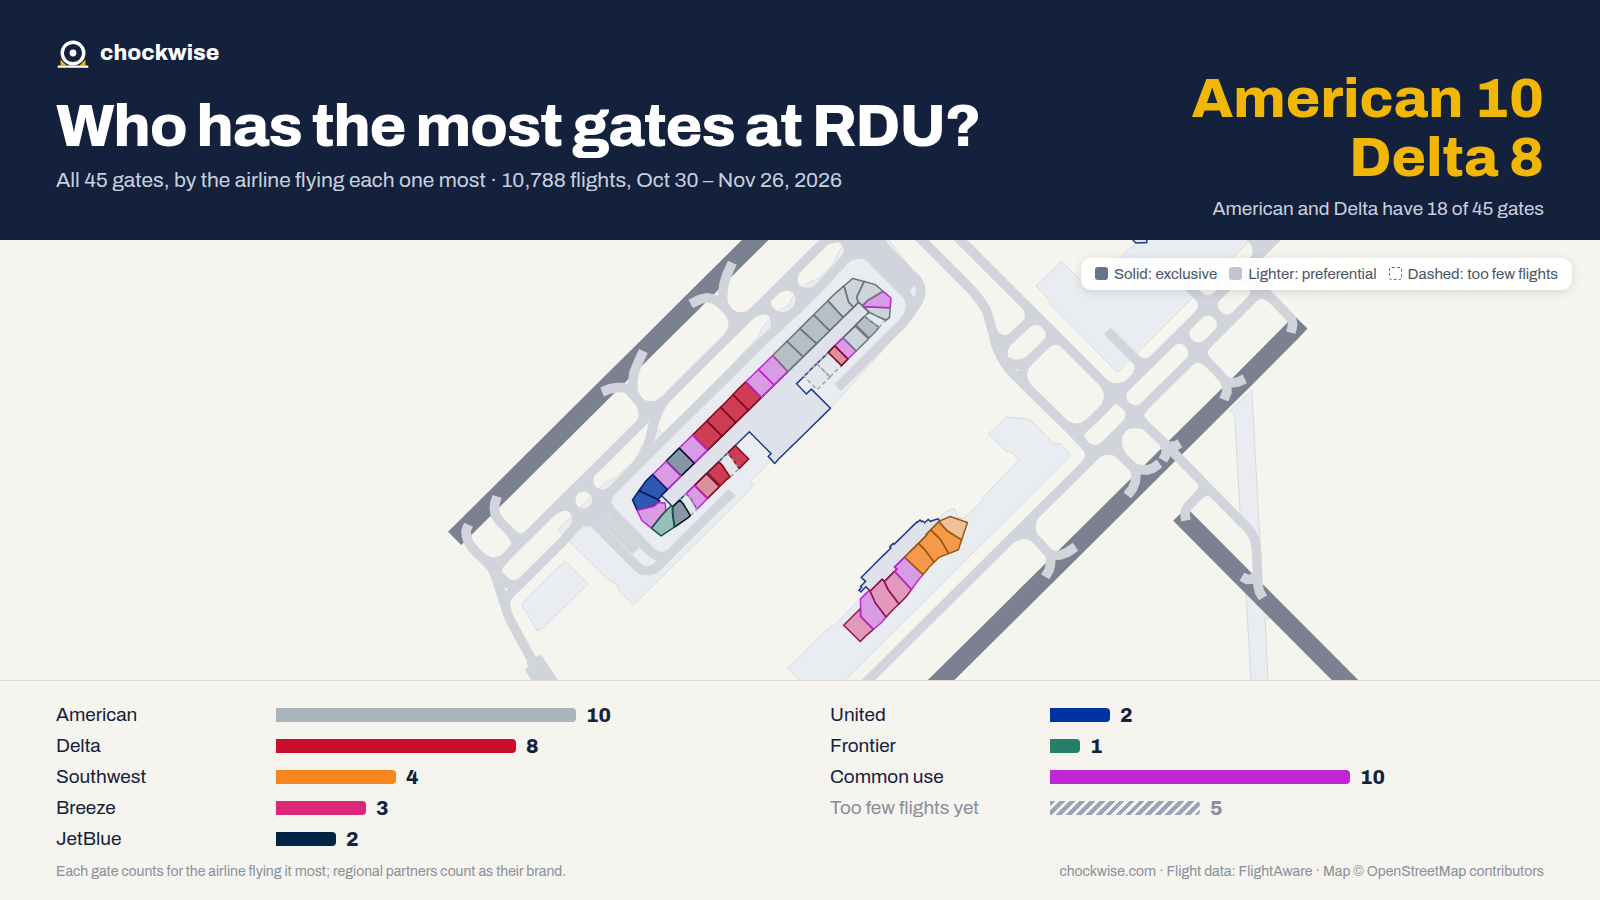 chockwise
Who has the most gates at RDU?
All 45 gates, by the airline flying each one most · 10,788 flights, Oct 30 – Nov 26, 2026
American 10
Delta 8
American and Delta have 18 of 45 gates
Solid: exclusive Lighter: preferential Dashed: too few flights
American 10
Delta 8
Southwest 4
Breeze 3
JetBlue 2
United 2
Frontier 1
Common use 10
Too few flights yet 5
Each gate counts for the airline flying it most; regional partners count as their brand.
chockwise.com · Flight data: FlightAware · Map © OpenStreetMap contributors